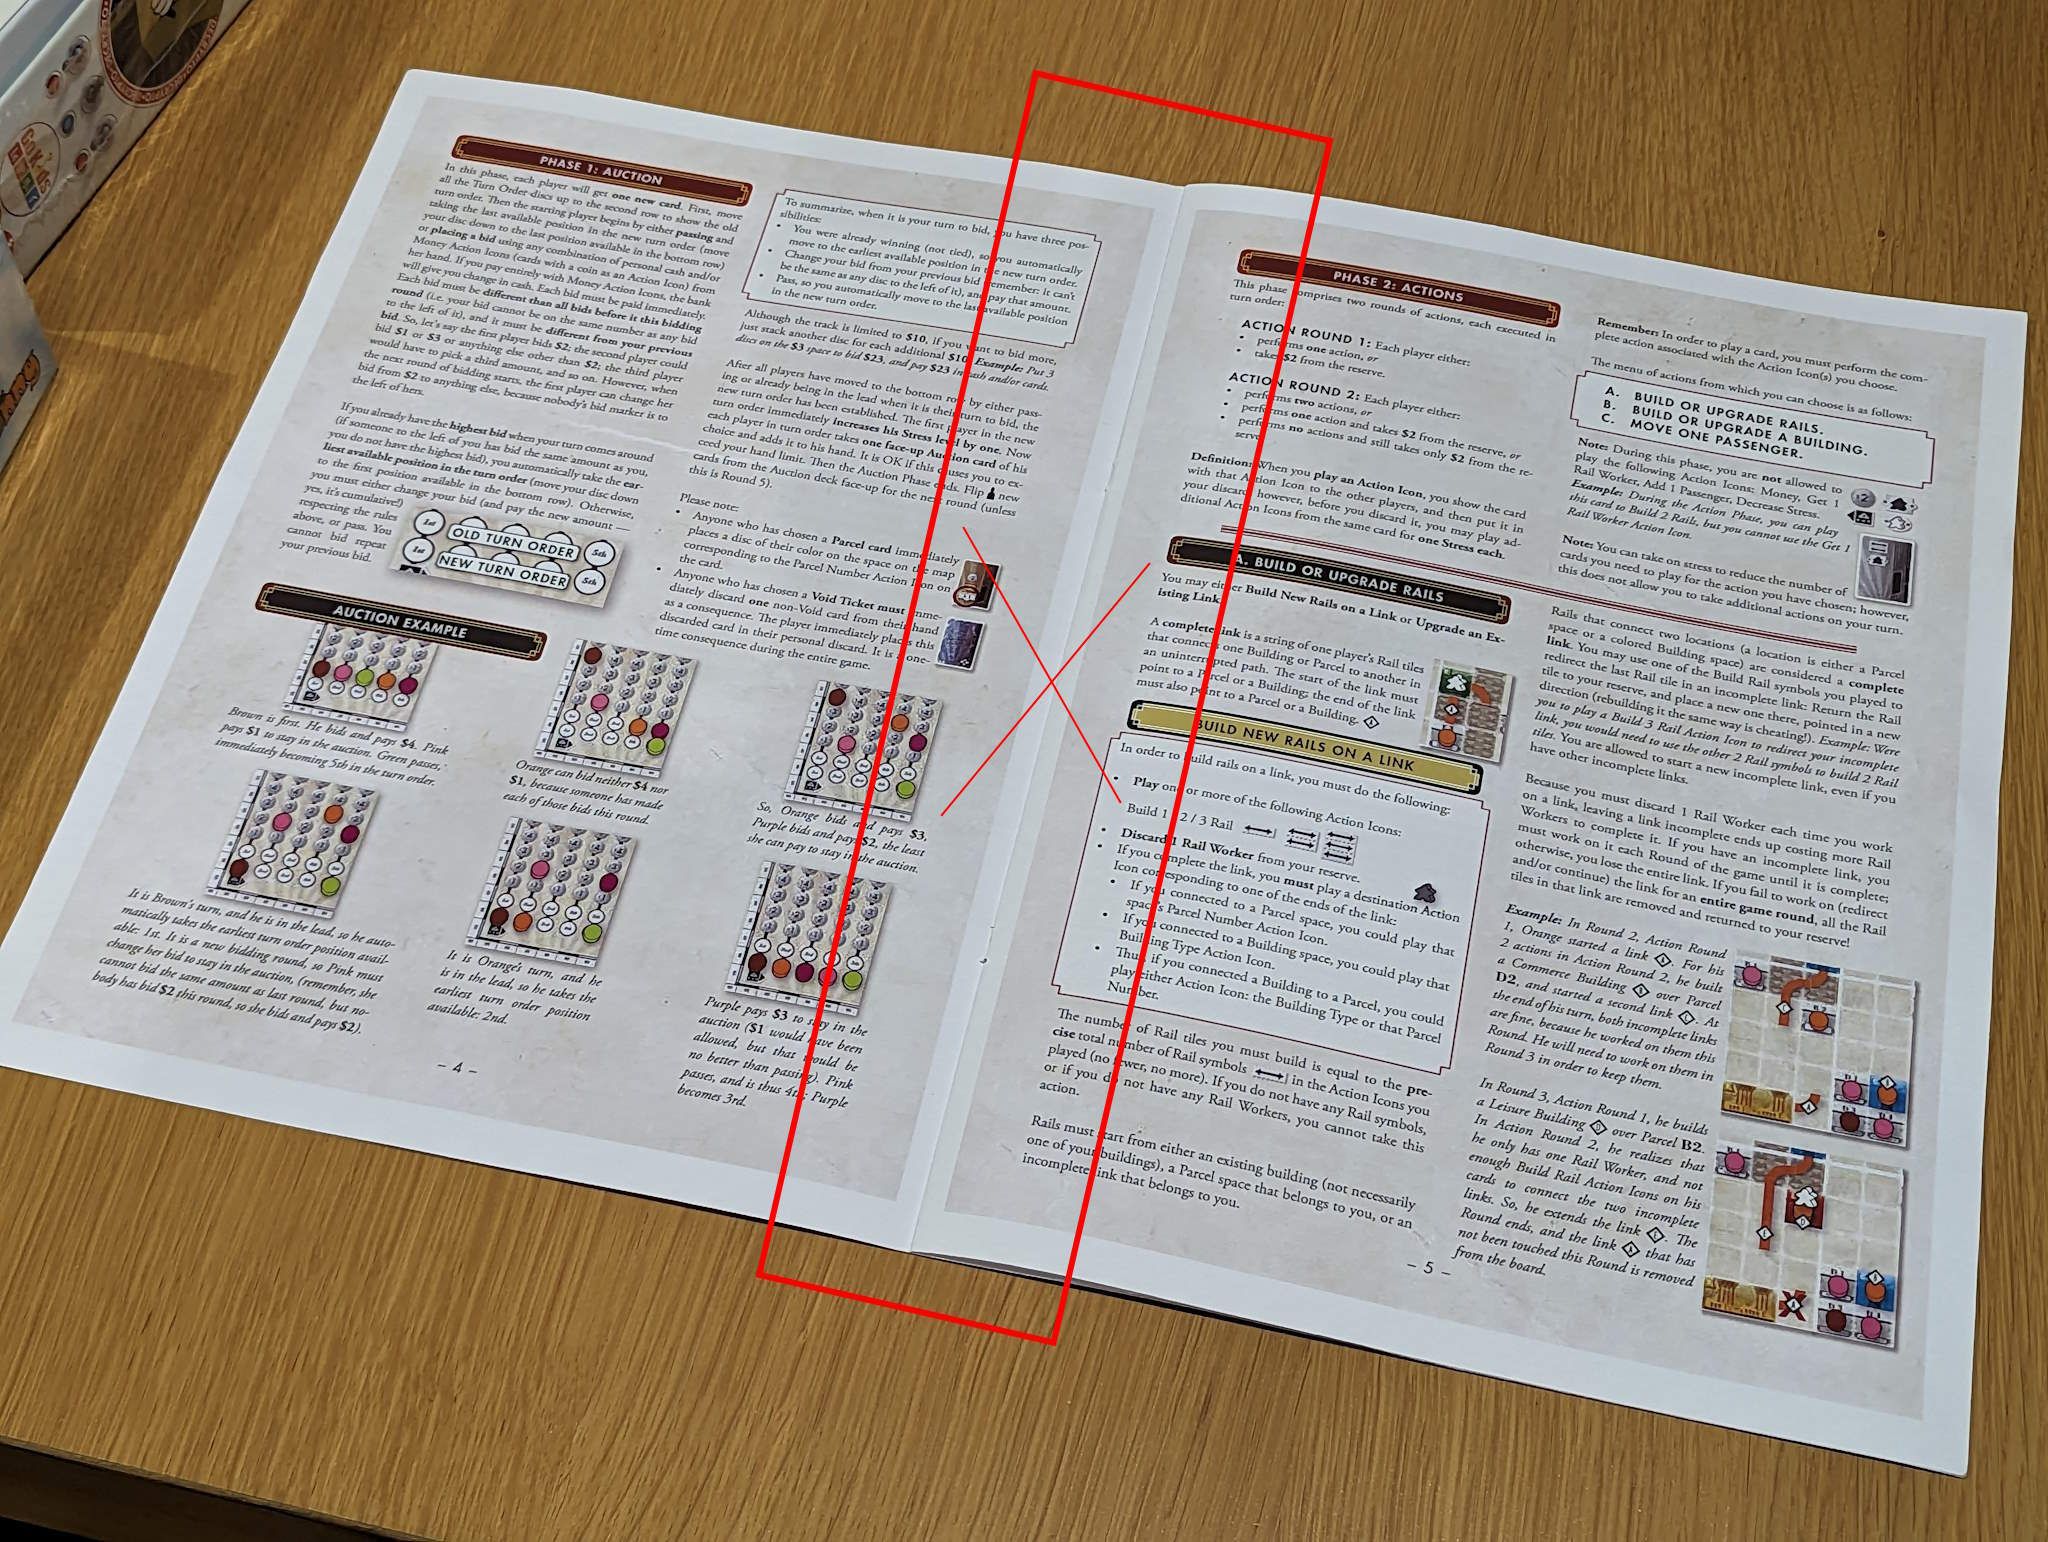 PHASE 1: AUCTION
In this phase, each player will get one new card. First, move
all the Turn Order discs up to the second row to show the old
turn order. Then the starting player begins by either passing and
taking the last available position in the new turn order (move
your disc down to the last position available in the bottom row)
or placing a bid using any combination of personal cash and/or
Money Action Icons (cards with a coin as an Action Icon) from
her hand. If you pay entirely with Money Action Icons, the bank
will give you change in cash. Each bid must be paid immediately.
Each bid must be different than all bids before it this bidding
round (i.e. your bid cannot be on the same number as any bid
to the left of it), and it must be different from your previous
bid. So, let's say the first player bids $2; the second player could
bid $1 or $3 or anything else other than $2; the third player
would have to pick a third amount, and so on. However, when
the next round of bidding starts, the first player can change her
bid from $2 to anything else, because nobody's bid marker is to
the left of hers.
If you already have the highest bid when your turn comes around
(if someone to the left of you has bid the same amount as you,
you do not have the highest bid), you automatically take the ear-
liest available position in the turn order (move your disc down
to the first position available in the bottom row). Otherwise,
you must either change your bid (and pay the new amount —
yes, it's cumulative!)
respecting the rules
above, or pass. You
cannot bid repeat
your previous bid.
1st OLD TURN ORDER 5th
1st NEW TURN ORDER 5th
To summarize, when it is your turn to bid, you have three pos-
sibilities:
• You were already winning (not tied), so you automatically
move to the earliest available position in the new turn order.
• Change your bid from your previous bid (remember: it can't
be the same as any disc to the left of it), and pay that amount.
• Pass, so you automatically move to the last available position
in the new turn order.
Although the track is limited to $10, if you want to bid more,
just stack another disc for each additional $10. Example: Put 3
discs on the $3 space to bid $23, and pay $23 in cash and/or cards.
After all players have moved to the bottom row by either pass-
ing or already being in the lead when it is their turn to bid, the
new turn order has been established. The first player in the new
turn order immediately increases his Stress level by one. Now
each player in turn order takes one face-up Auction card of his
choice and adds it to his hand. It is OK if this causes you to ex-
ceed your hand limit. Then the Auction Phase ends. Flip new
cards from the Auction deck face-up for the next round (unless
this is Round 5).
Please note:
• Anyone who has chosen a Parcel card immediately
places a disc of their color on the space on the map
corresponding to the Parcel Number Action Icon on
the card.
• Anyone who has chosen a Void Ticket must imme-
diately discard one non-Void card from their hand
as a consequence. The player immediately places this
discarded card in their personal discard. It is a one-
time consequence during the entire game.
AUCTION EXAMPLE
Brown is first. He bids and pays $4. Pink
pays $1 to stay in the auction. Green passes,
immediately becoming 5th in the turn order.
Orange can bid neither $4 nor
$1, because someone has made
each of those bids this round.
So, Orange bids and pays $3,
Purple bids and pays $2, the least
she can pay to stay in the auction.
It is Brown's turn, and he is in the lead, so he auto-
matically takes the earliest turn order position avail-
able: 1st. It is a new bidding round, so Pink must
change her bid to stay in the auction, (remember, she
cannot bid the same amount as last round, but no-
body has bid $2 this round, so she bids and pays $2).
It is Orange's turn, and he
is in the lead, so he takes the
earliest turn order position
available: 2nd.
Purple pays $3 to stay in the
auction ($1 would have been
allowed, but that would be
no better than passing). Pink
passes, and is thus 4th; Purple
becomes 3rd.
– 4 –
PHASE 2: ACTIONS
This phase comprises two rounds of actions, each executed in
turn order:
ACTION ROUND 1: Each player either:
• performs one action, or
• takes $2 from the reserve.
ACTION ROUND 2: Each player either:
• performs two actions, or
• performs one action and takes $2 from the reserve, or
• performs no actions and still takes only $2 from the re-
serve.
Definition: When you play an Action Icon, you show the card
with that Action Icon to the other players, and then put it in
your discard; however, before you discard it, you may play ad-
ditional Action Icons from the same card for one Stress each.
Remember: In order to play a card, you must perform the com-
plete action associated with the Action Icon(s) you choose.
The menu of actions from which you can choose is as follows:
A. BUILD OR UPGRADE RAILS.
B. BUILD OR UPGRADE A BUILDING.
C. MOVE ONE PASSENGER.
Note: During this phase, you are not allowed to
play the following Action Icons: Money, Get 1
Rail Worker, Add 1 Passenger, Decrease Stress.
Example: During the Action Phase, you can play
this card to Build 2 Rails, but you cannot use the Get 1
Rail Worker Action Icon.
Note: You can take on stress to reduce the number of
cards you need to play for the action you have chosen; however,
this does not allow you to take additional actions on your turn.
A. BUILD OR UPGRADE RAILS
You may either Build New Rails on a Link or Upgrade an Ex-
isting Link.
A complete link is a string of one player's Rail tiles
that connects one Building or Parcel to another in
an uninterrupted path. The start of the link must
point to a Parcel or a Building; the end of the link
must also point to a Parcel or a Building.
BUILD NEW RAILS ON A LINK
In order to build rails on a link, you must do the following:
• Play one or more of the following Action Icons:
Build 1 / 2 / 3 Rail
• Discard 1 Rail Worker from your reserve.
• If you complete the link, you must play a destination Action
Icon corresponding to one of the ends of the link:
• If you connected to a Parcel space, you could play that
space's Parcel Number Action Icon.
• If you connected to a Building space, you could play that
Building Type Action Icon.
• Thus, if you connected a Building to a Parcel, you could
play either Action Icon: the Building Type or that Parcel
Number.
The number of Rail tiles you must build is equal to the pre-
cise total number of Rail symbols in the Action Icons you
played (no fewer, no more). If you do not have any Rail symbols,
or if you do not have any Rail Workers, you cannot take this
action.
Rails must start from either an existing building (not necessarily
one of your buildings), a Parcel space that belongs to you, or an
incomplete link that belongs to you.
Rails that connect two locations (a location is either a Parcel
space or a colored Building space) are considered a complete
link. You may use one of the Build Rail symbols you played to
redirect the last Rail tile in an incomplete link: Return the Rail
tile to your reserve, and place a new one there, pointed in a new
direction (rebuilding it the same way is cheating!). Example: Were
you to play a Build 3 Rail Action Icon to redirect your incomplete
link, you would need to use the other 2 Rail symbols to build 2 Rail
tiles. You are allowed to start a new incomplete link, even if you
have other incomplete links.
Because you must discard 1 Rail Worker each time you work
on a link, leaving a link incomplete ends up costing more Rail
Workers to complete it. If you have an incomplete link, you
must work on it each Round of the game until it is complete;
otherwise, you lose the entire link. If you fail to work on (redirect
and/or continue) the link for an entire game round, all the Rail
tiles in that link are removed and returned to your reserve!
Example: In Round 2, Action Round
1, Orange started a link A. For his
2 actions in Action Round 2, he built
a Commerce Building B over Parcel
D2, and started a second link C. At
the end of his turn, both incomplete links
are fine, because he worked on them this
Round. He will need to work on them in
Round 3 in order to keep them.
In Round 3, Action Round 1, he builds
a Leisure Building D over Parcel B2.
In Action Round 2, he realizes that
he only has one Rail Worker, and not
enough Build Rail Action Icons on his
cards to connect the two incomplete
links. So, he extends the link E. The
Round ends, and the link A that has
not been touched this Round is removed
from the board.
– 5 –